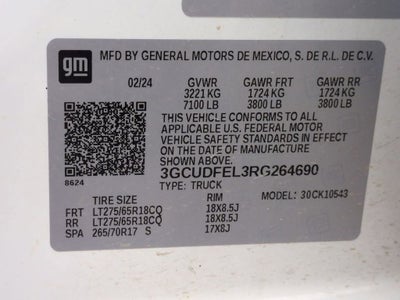 gm
MFD BY GENERAL MOTORS DE MEXICO, S. DE R.L. DE C.V.
02/24 GVWR GAWR FRT GAWR RR
3221 KG 1724 KG 1724 KG
7100 LB 3800 LB 3800 LB
THIS VEHICLE CONFORMS TO ALL
APPLICABLE U.S. FEDERAL MOTOR
VEHICLE SAFETY STANDARDS IN EFFECT
ON THE DATE OF MANUFACTURE
SHOWN ABOVE.
3GCUDFEL3RG264690
8624 TYPE: TRUCK
TIRE SIZE RIM MODEL: 30CK10543
FRT LT275/65R18CQ 18X8.5J
RR LT275/65R18CQ 18X8.5J
SPA 265/70R17 S 17X8J